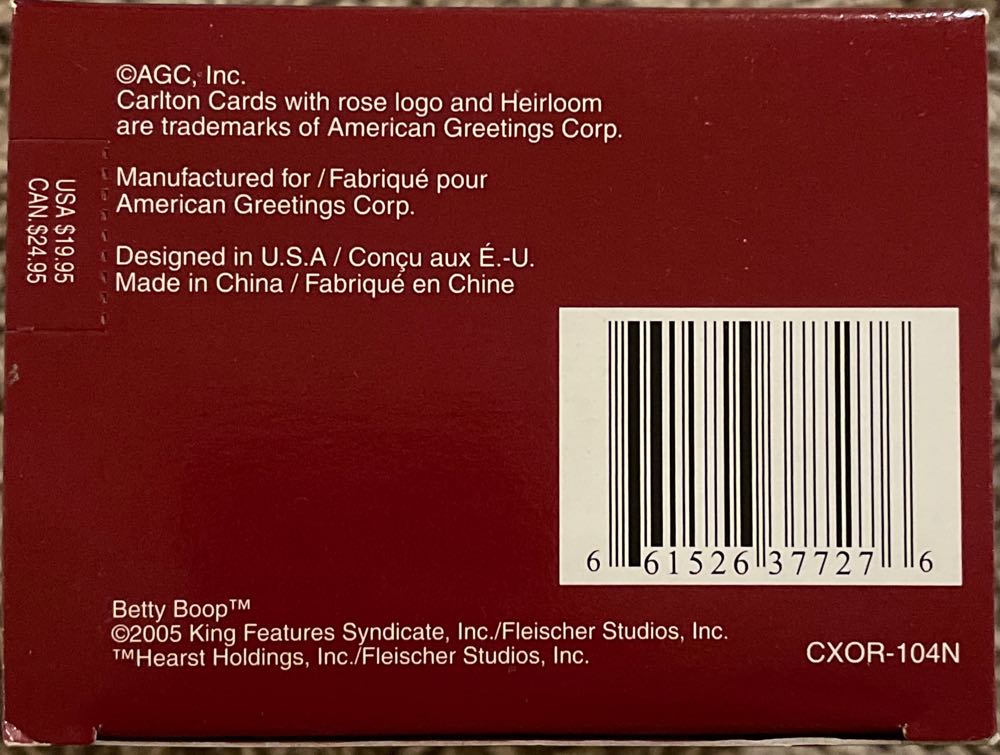 ©AGC, Inc.
Carlton Cards with rose logo and Heirloom
are trademarks of American Greetings Corp.
Manufactured for / Fabriqué pour
American Greetings Corp.
Designed in U.S.A / Conçu aux É.-U.
Made in China / Fabriqué en Chine
USA $19.95
CAN.$24.95
6 61526 37727 6
Betty Boop™
©2005 King Features Syndicate, Inc./Fleischer Studios, Inc.
™Hearst Holdings, Inc./Fleischer Studios, Inc.
CXOR-104N